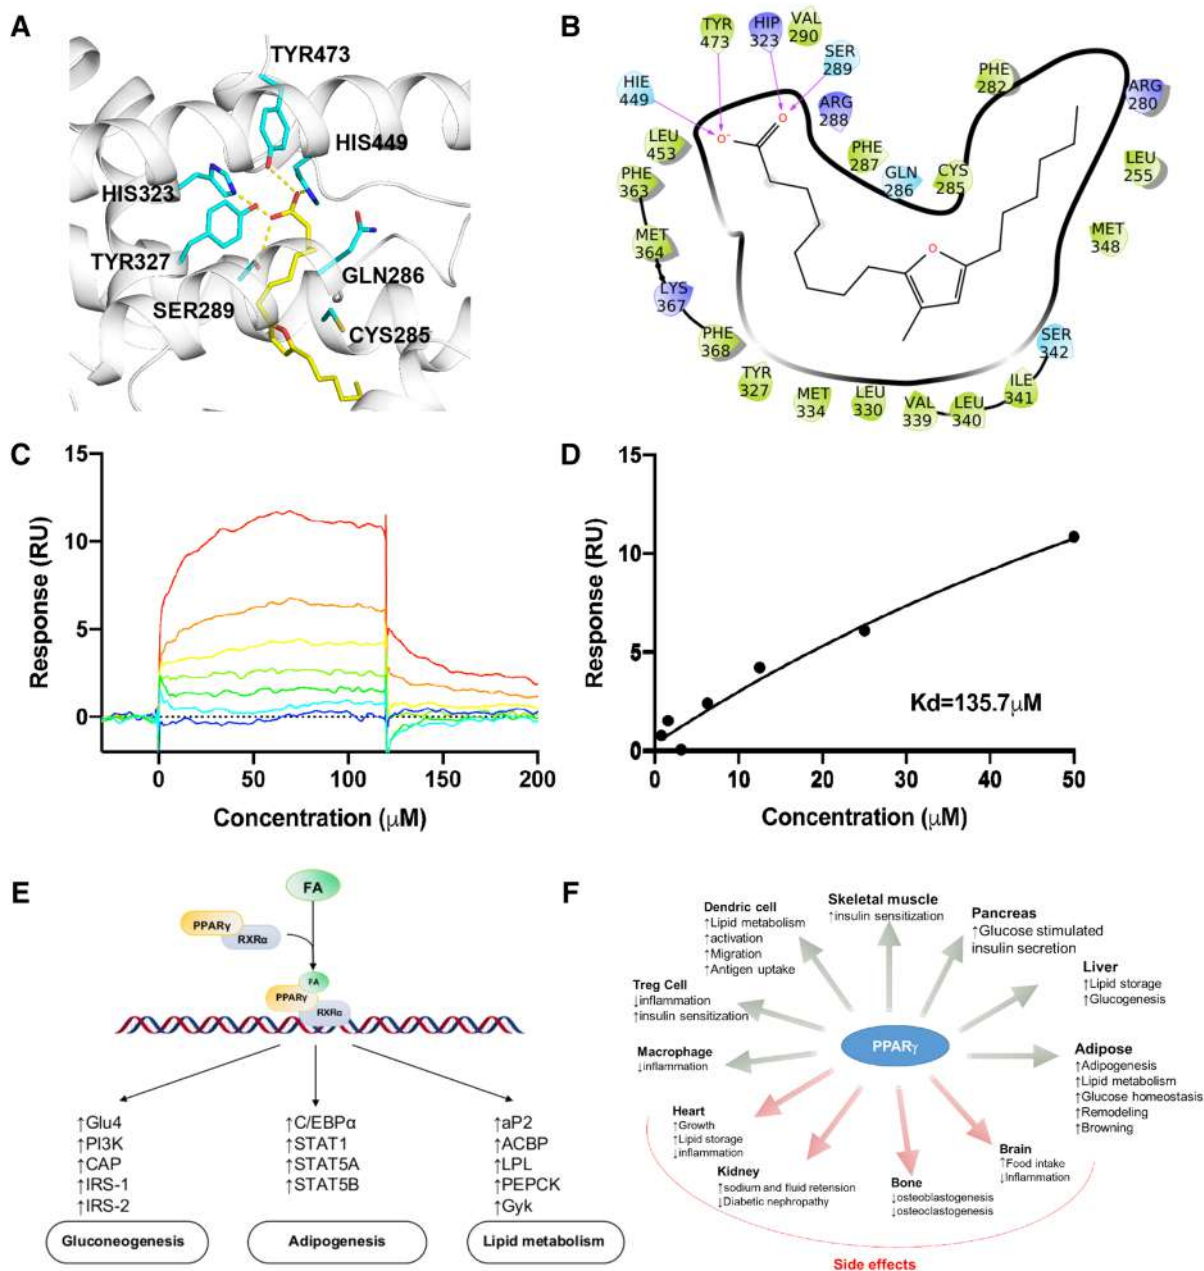 A
TYR473
HIS449
HIS323
TYR327
GLN286
SER289
CYS285
B
TYR
473
HIP
323
VAL
290
SER
289
HIE
449
ARG
288
PHE
282
ARG
280
LEU
453
PHE
287
GLN
286
CYS
285
LEU
255
PHE
363
MET
364
MET
348
LYS
367
PHE
368
SER
342
TYR
327
MET
334
LEU
330
VAL
339
LEU
340
ILE
341
O-
O
O
C
15
10
5
0
Response (RU)
0
50
100
150
200
Concentration (μM)
D
15
10
5
0
Response (RU)
Kd=135.7μM
0
10
20
30
40
50
Concentration (μM)
E
FA
PPARγ
RXRα
FA
PPARγ
RXRα
↑Glu4
↑PI3K
↑CAP
↑IRS-1
↑IRS-2
Gluconeogenesis
↑C/EBPα
↑STAT1
↑STAT5A
↑STAT5B
Adipogenesis
↑aP2
↑ACBP
↑LPL
↑PEPCK
↑Gyk
Lipid metabolism
F
Dendric cell
↑Lipid metabolism
↑activation
↑Migration
↑Antigen uptake
Skeletal muscle
↑insulin sensitization
Pancreas
↑Glucose stimulated
insulin secretion
Liver
↑Lipid storage
↑Glucogenesis
Treg Cell
↓inflammation
↑insulin sensitization
PPARγ
Macrophage
↓inflammation
Adipose
↑Adipogenesis
↑Lipid metabolism
↑Glucose homeostasis
↑Remodeling
↑Browning
Heart
↑Growth
↑Lipid storage
↓inflammation
Kidney
↑sodium and fluid retension
↓Diabetic nephropathy
Bone
↓osteoblastogenesis
↓osteoclastogenesis
Brain
↑Food intake
↓Inflammation
Side effects